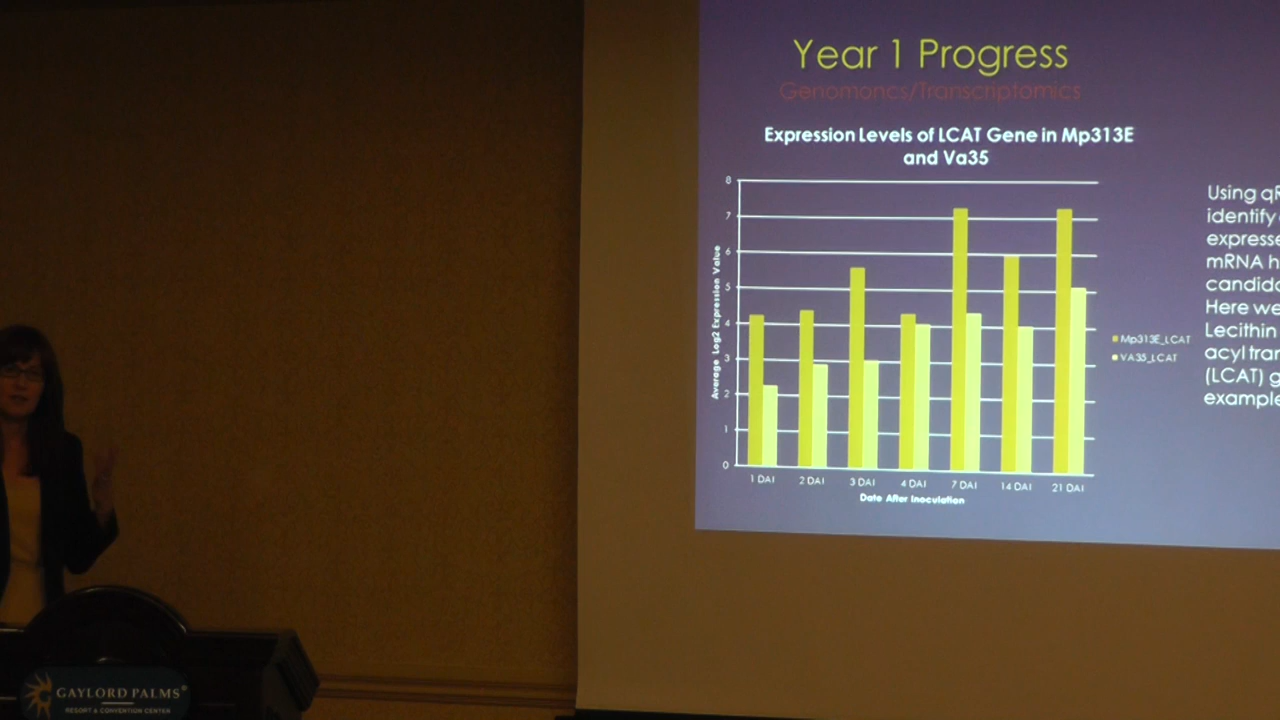 Year 1 Progress
Genomoncs/Transcriptomics
Expression Levels of LCAT Gene in Mp313E
and Va35
8
7
6
5
4
3
2
1
0
Average Log2 Expression Value
1 DAI 2 DAI 3 DAI 4 DAI 7 DAI 14 DAI 21 DAI
Date After Inoculation
Mp313E_LCAT
VA35_LCAT
Using qR
identify
expresse
mRNA h
candida
Here we
Lecithin
acyl tran
(LCAT) g
example
GAYLORD PALMS®
RESORT & CONVENTION CENTER